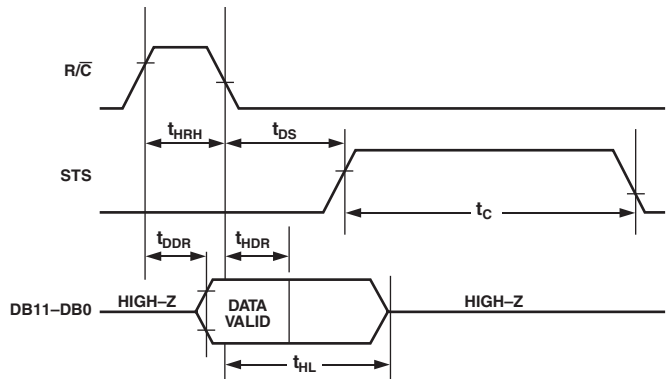 R/C̅
tHRH
tDS
STS
tC
tDDR
tHDR
DB11–DB0
HIGH–Z
DATA
VALID
HIGH–Z
tHL